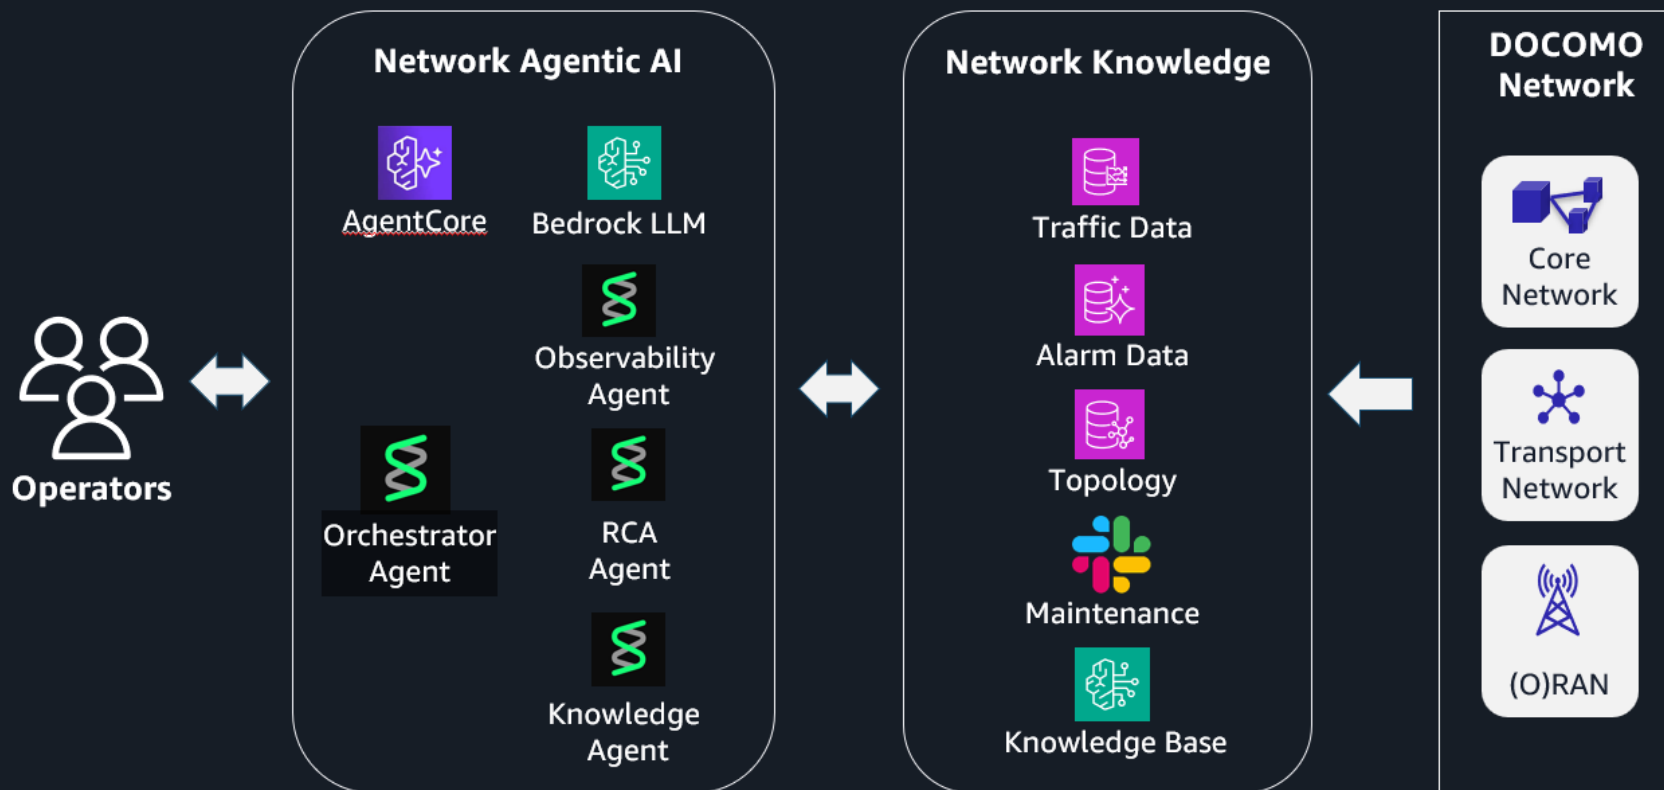 Network Agentic AI
AgentCore
Bedrock LLM
Observability
Agent
Orchestrator
Agent
RCA
Agent
Knowledge
Agent
Operators
Network Knowledge
Traffic Data
Alarm Data
Topology
Maintenance
Knowledge Base
DOCOMO
Network
Core
Network
Transport
Network
(O)RAN